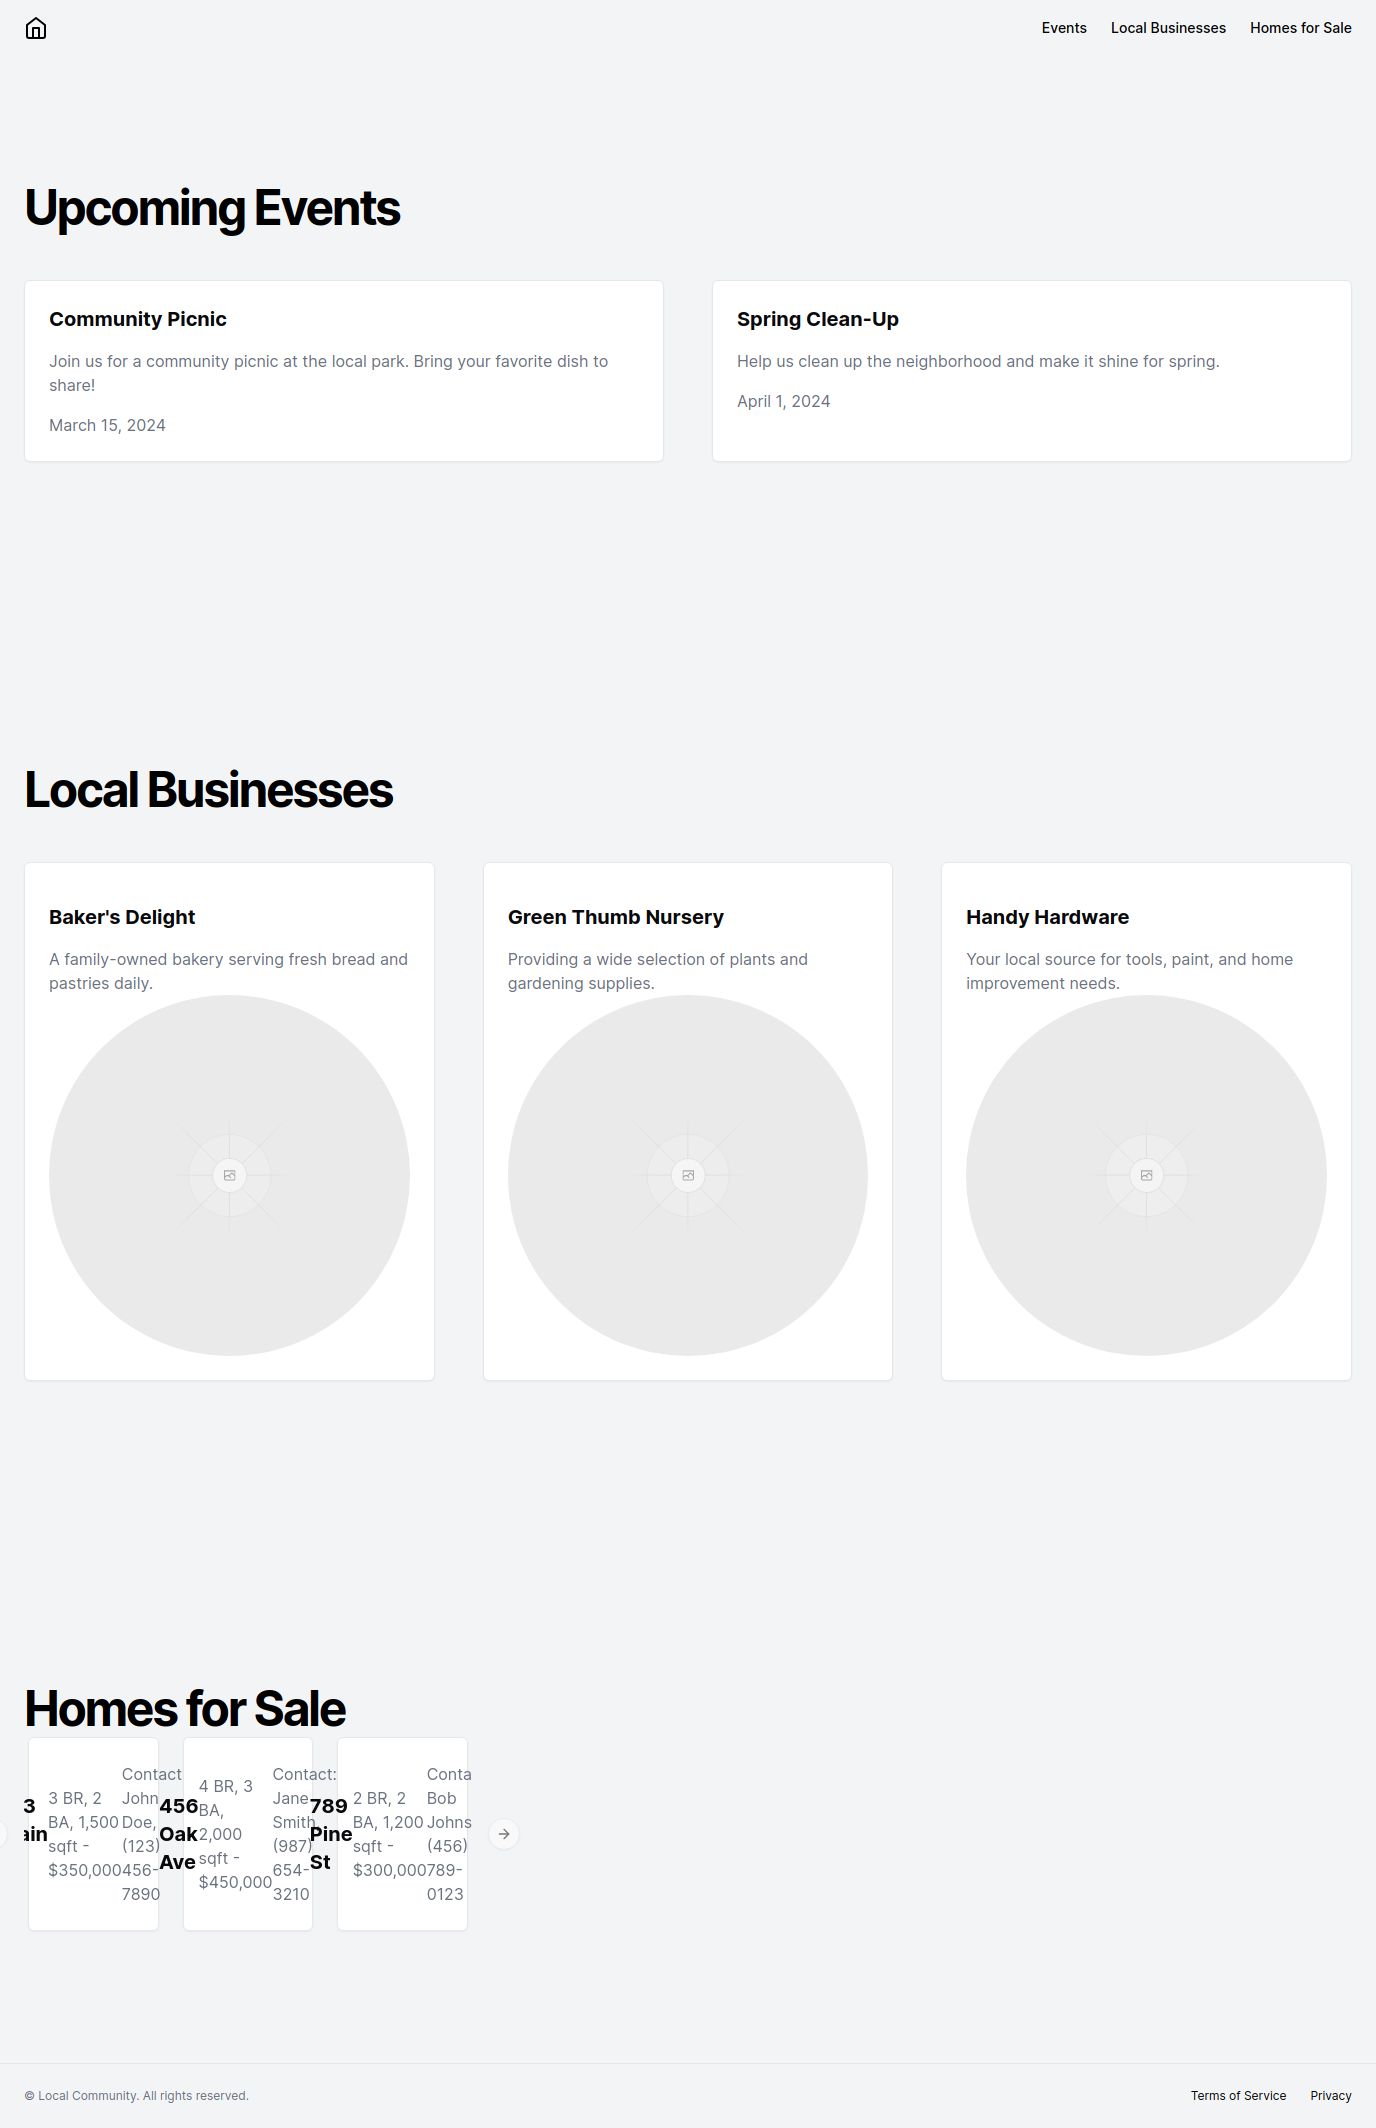 Events Local Businesses Homes for Sale
Upcoming Events
Community Picnic
Join us for a community picnic at the local park. Bring your favorite dish to
share!
March 15, 2024
Spring Clean-Up
Help us clean up the neighborhood and make it shine for spring.
April 1, 2024
Local Businesses
Baker's Delight
A family-owned bakery serving fresh bread and
pastries daily.
Green Thumb Nursery
Providing a wide selection of plants and
gardening supplies.
Handy Hardware
Your local source for tools, paint, and home
improvement needs.
Homes for Sale
3
ain
3 BR, 2
BA, 1,500
sqft -
$350,000
Contact
John
Doe,
(123)
456-
7890
456
Oak
Ave
4 BR, 3
BA,
2,000
sqft -
$450,000
Contact:
Jane
Smith
(987)
654-
3210
789
Pine
St
2 BR, 2
BA, 1,200
sqft -
$300,000
Conta
Bob
Johns
(456)
789-
0123
© Local Community. All rights reserved.
Terms of Service Privacy